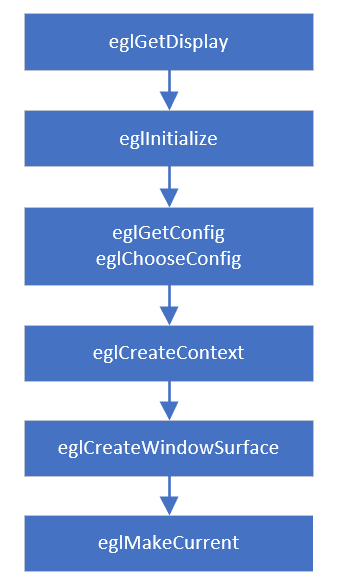 eglGetDisplay
eglInitialize
eglGetConfig
eglChooseConfig
eglCreateContext
eglCreateWindowSurface
eglMakeCurrent